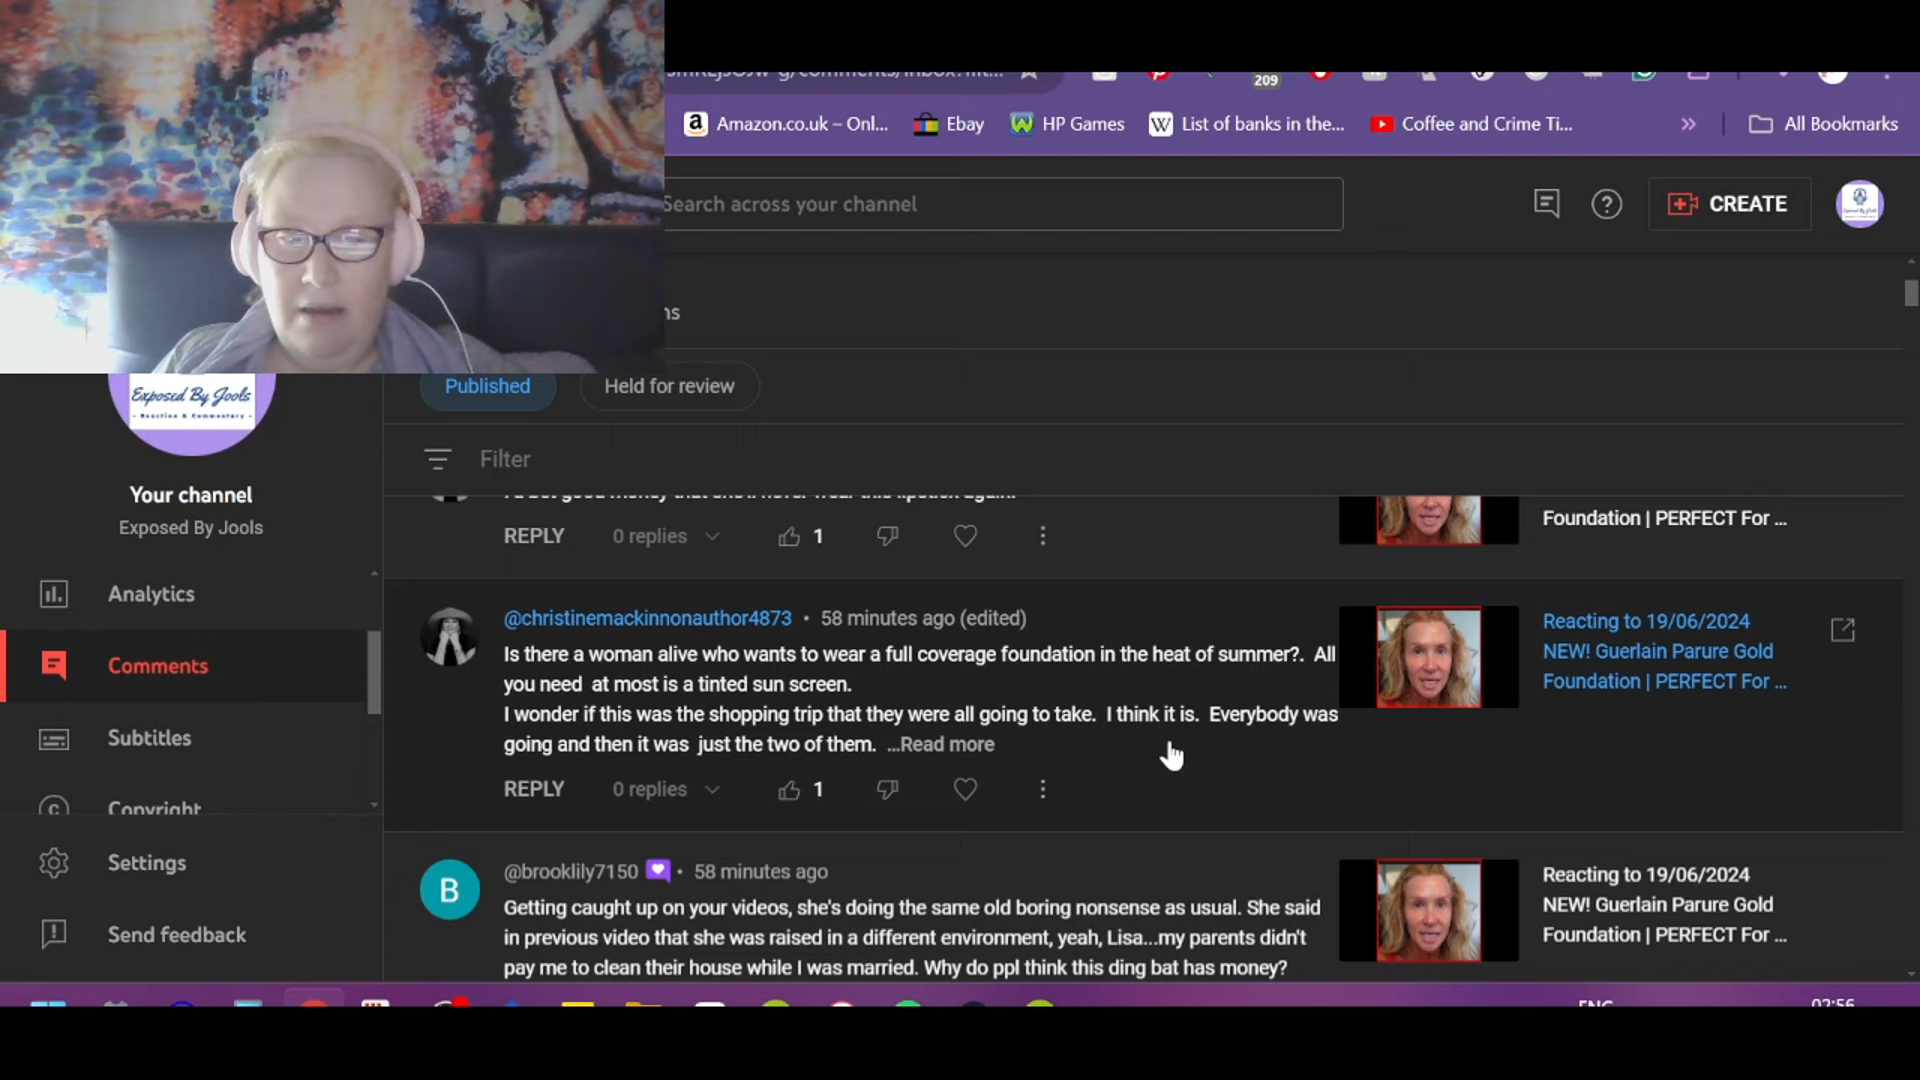 209
Amazon.co.uk – Onl...
Ebay
HP Games
List of banks in the...
Coffee and Crime Ti...
All Bookmarks
Search across your channel
CREATE
ns
Published
Held for review
Exposed By Jools
- Reaction & Commentary -
Your channel
Exposed By Jools
Filter
Analytics
Comments
Subtitles
Copyright
Settings
Send feedback
REPLY 0 replies 1
Foundation | PERFECT For ...
@christinemackinnonauthor4873 • 58 minutes ago (edited)
Is there a woman alive who wants to wear a full coverage foundation in the heat of summer?. All
you need at most is a tinted sun screen.
I wonder if this was the shopping trip that they were all going to take. I think it is. Everybody was
going and then it was just the two of them. ...Read more
REPLY 0 replies 1
Reacting to 19/06/2024
NEW! Guerlain Parure Gold
Foundation | PERFECT For ...
B
@brooklily7150 • 58 minutes ago
Getting caught up on your videos, she's doing the same old boring nonsense as usual. She said
in previous video that she was raised in a different environment, yeah, Lisa...my parents didn't
pay me to clean their house while I was married. Why do ppl think this ding bat has money?
Reacting to 19/06/2024
NEW! Guerlain Parure Gold
Foundation | PERFECT For ...
ENG
02:56